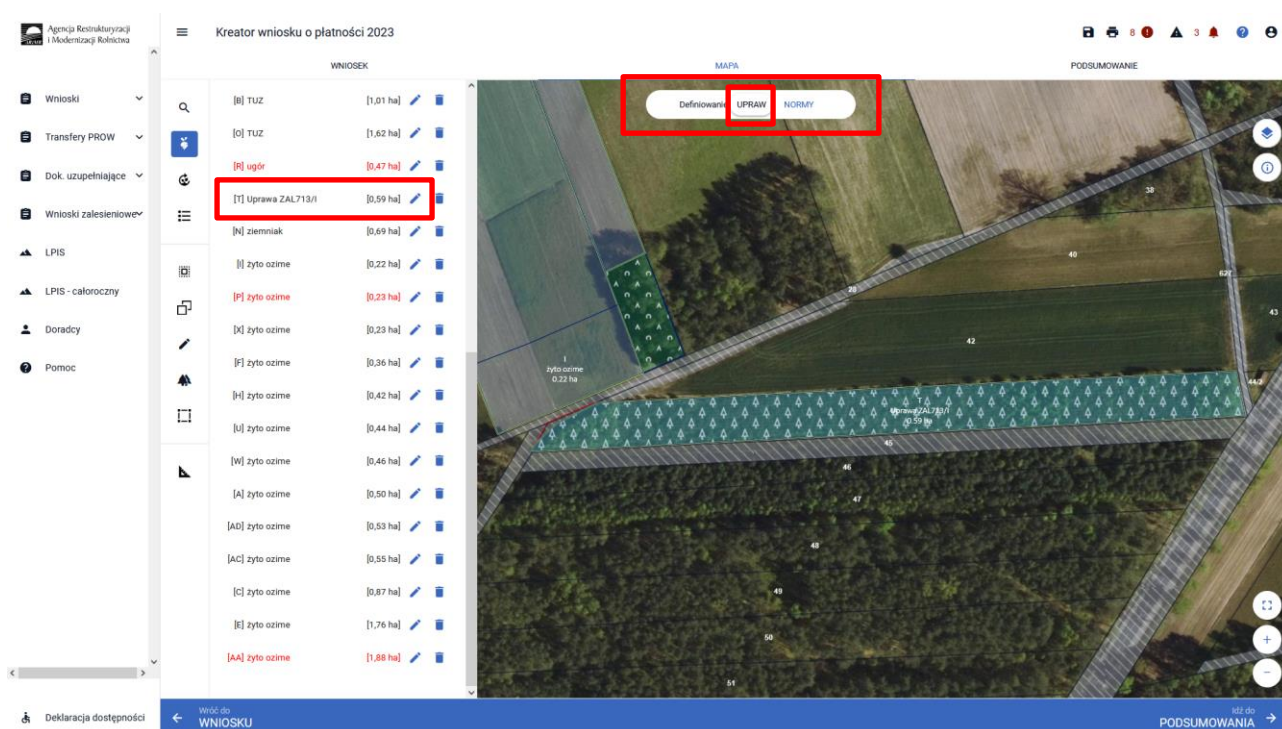 Agencja Restrukturyzacji
i Modernizacji Rolnictwa
Kreator wniosku o płatności 2023
8
3
WNIOSEK
MAPA
PODSUMOWANIE
Wnioski
Transfery PROW
Dok. uzupełniające
Wnioski zalesieniowe
LPIS
LPIS - całoroczny
Doradcy
Pomoc
Deklaracja dostępności
[B] TUZ [1,01 ha]
[O] TUZ [1,62 ha]
[R] ugór [0,47 ha]
[T] Uprawa ZAL713/I [0,59 ha]
[N] ziemniak [0,69 ha]
[I] żyto ozime [0,22 ha]
[P] żyto ozime [0,23 ha]
[X] żyto ozime [0,23 ha]
[F] żyto ozime [0,36 ha]
[H] żyto ozime [0,42 ha]
[U] żyto ozime [0,44 ha]
[W] żyto ozime [0,46 ha]
[A] żyto ozime [0,50 ha]
[AD] żyto ozime [0,53 ha]
[AC] żyto ozime [0,55 ha]
[C] żyto ozime [0,87 ha]
[E] żyto ozime [1,76 ha]
[AA] żyto ozime [1,88 ha]
Definiowanie UPRAW NORMY
38
40
627
28
43
42
I
żyto ozime
0.22 ha
44/2
T
Uprawa ZAL713/I
0.59 ha
45
46
47
48
49
50
51
Wróć do
WNIOSKU
Idź do
PODSUMOWANIA